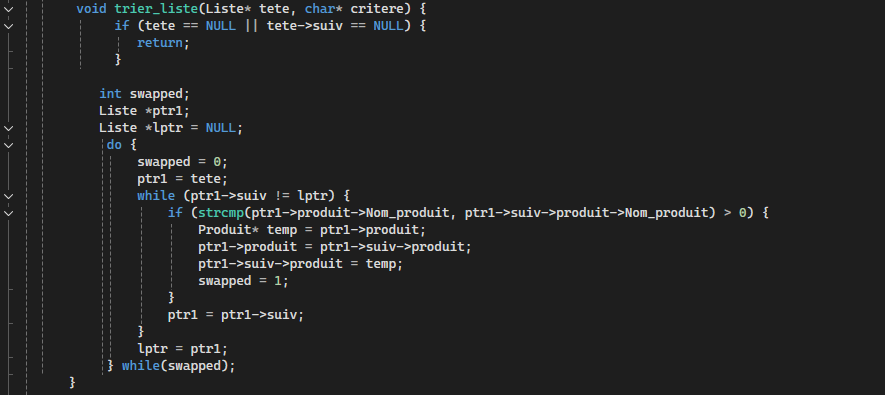 void trier_liste(Liste* tete, char* critere) {
if (tete == NULL || tete->suiv == NULL) {
return;
}
int swapped;
Liste *ptr1;
Liste *lptr = NULL;
do {
swapped = 0;
ptr1 = tete;
while (ptr1->suiv != lptr) {
if (strcmp(ptr1->produit->Nom_produit, ptr1->suiv->produit->Nom_produit) > 0) {
Produit* temp = ptr1->produit;
ptr1->produit = ptr1->suiv->produit;
ptr1->suiv->produit = temp;
swapped = 1;
}
ptr1 = ptr1->suiv;
}
lptr = ptr1;
} while(swapped);
}